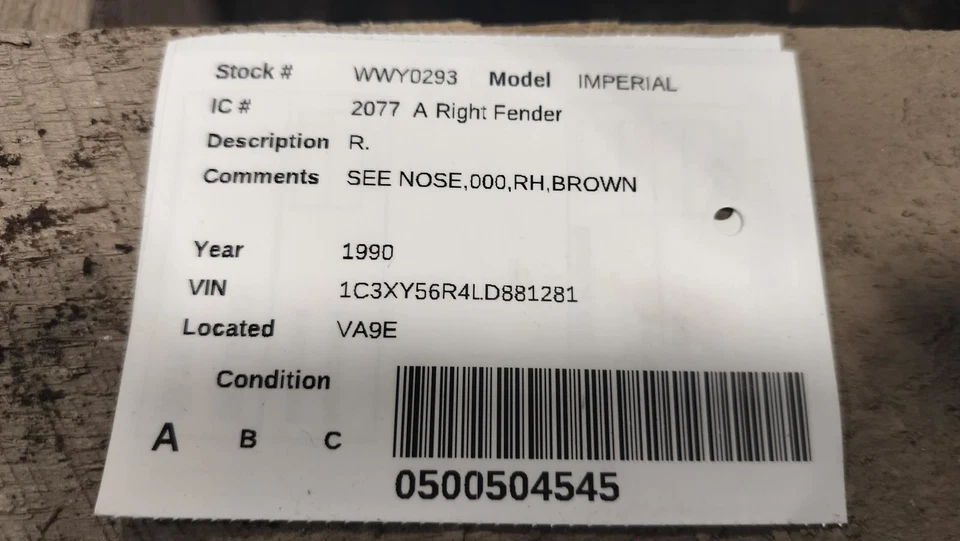 Stock # WWY0293 Model IMPERIAL
IC # 2077 A Right Fender
Description R.
Comments SEE NOSE,000,RH,BROWN
Year 1990
VIN 1C3XY56R4LD881281
Located VA9E
Condition
A B C
0500504545